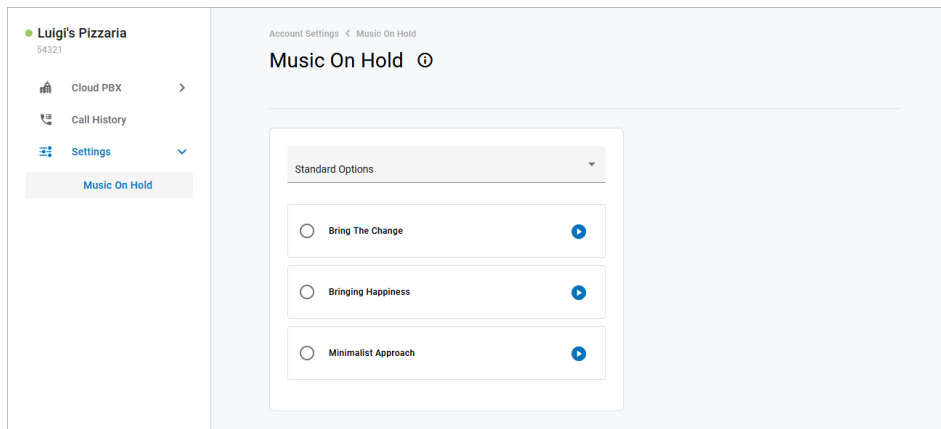 Luigi's Pizzaria
54321
Cloud PBX
Call History
Settings
Music On Hold
Account Settings < Music On Hold
Music On Hold
Standard Options
Bring The Change
Bringing Happiness
Minimalist Approach